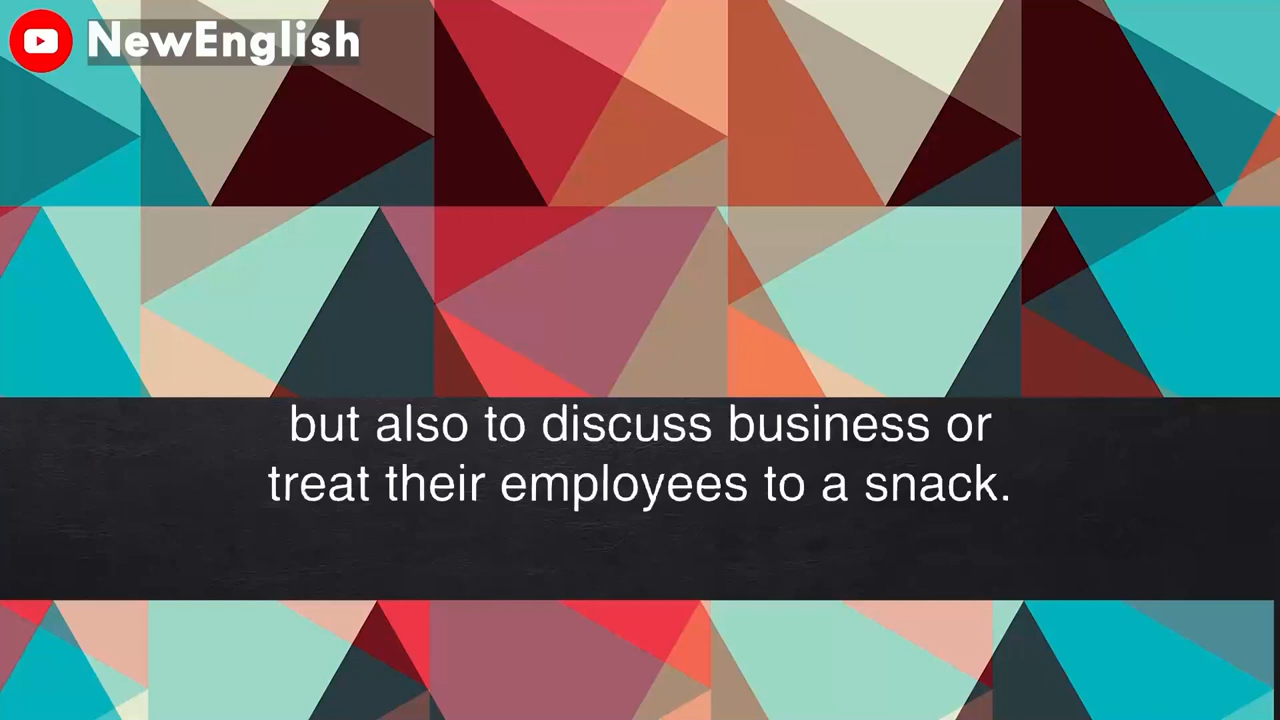 NewEnglish
but also to discuss business or
treat their employees to a snack.